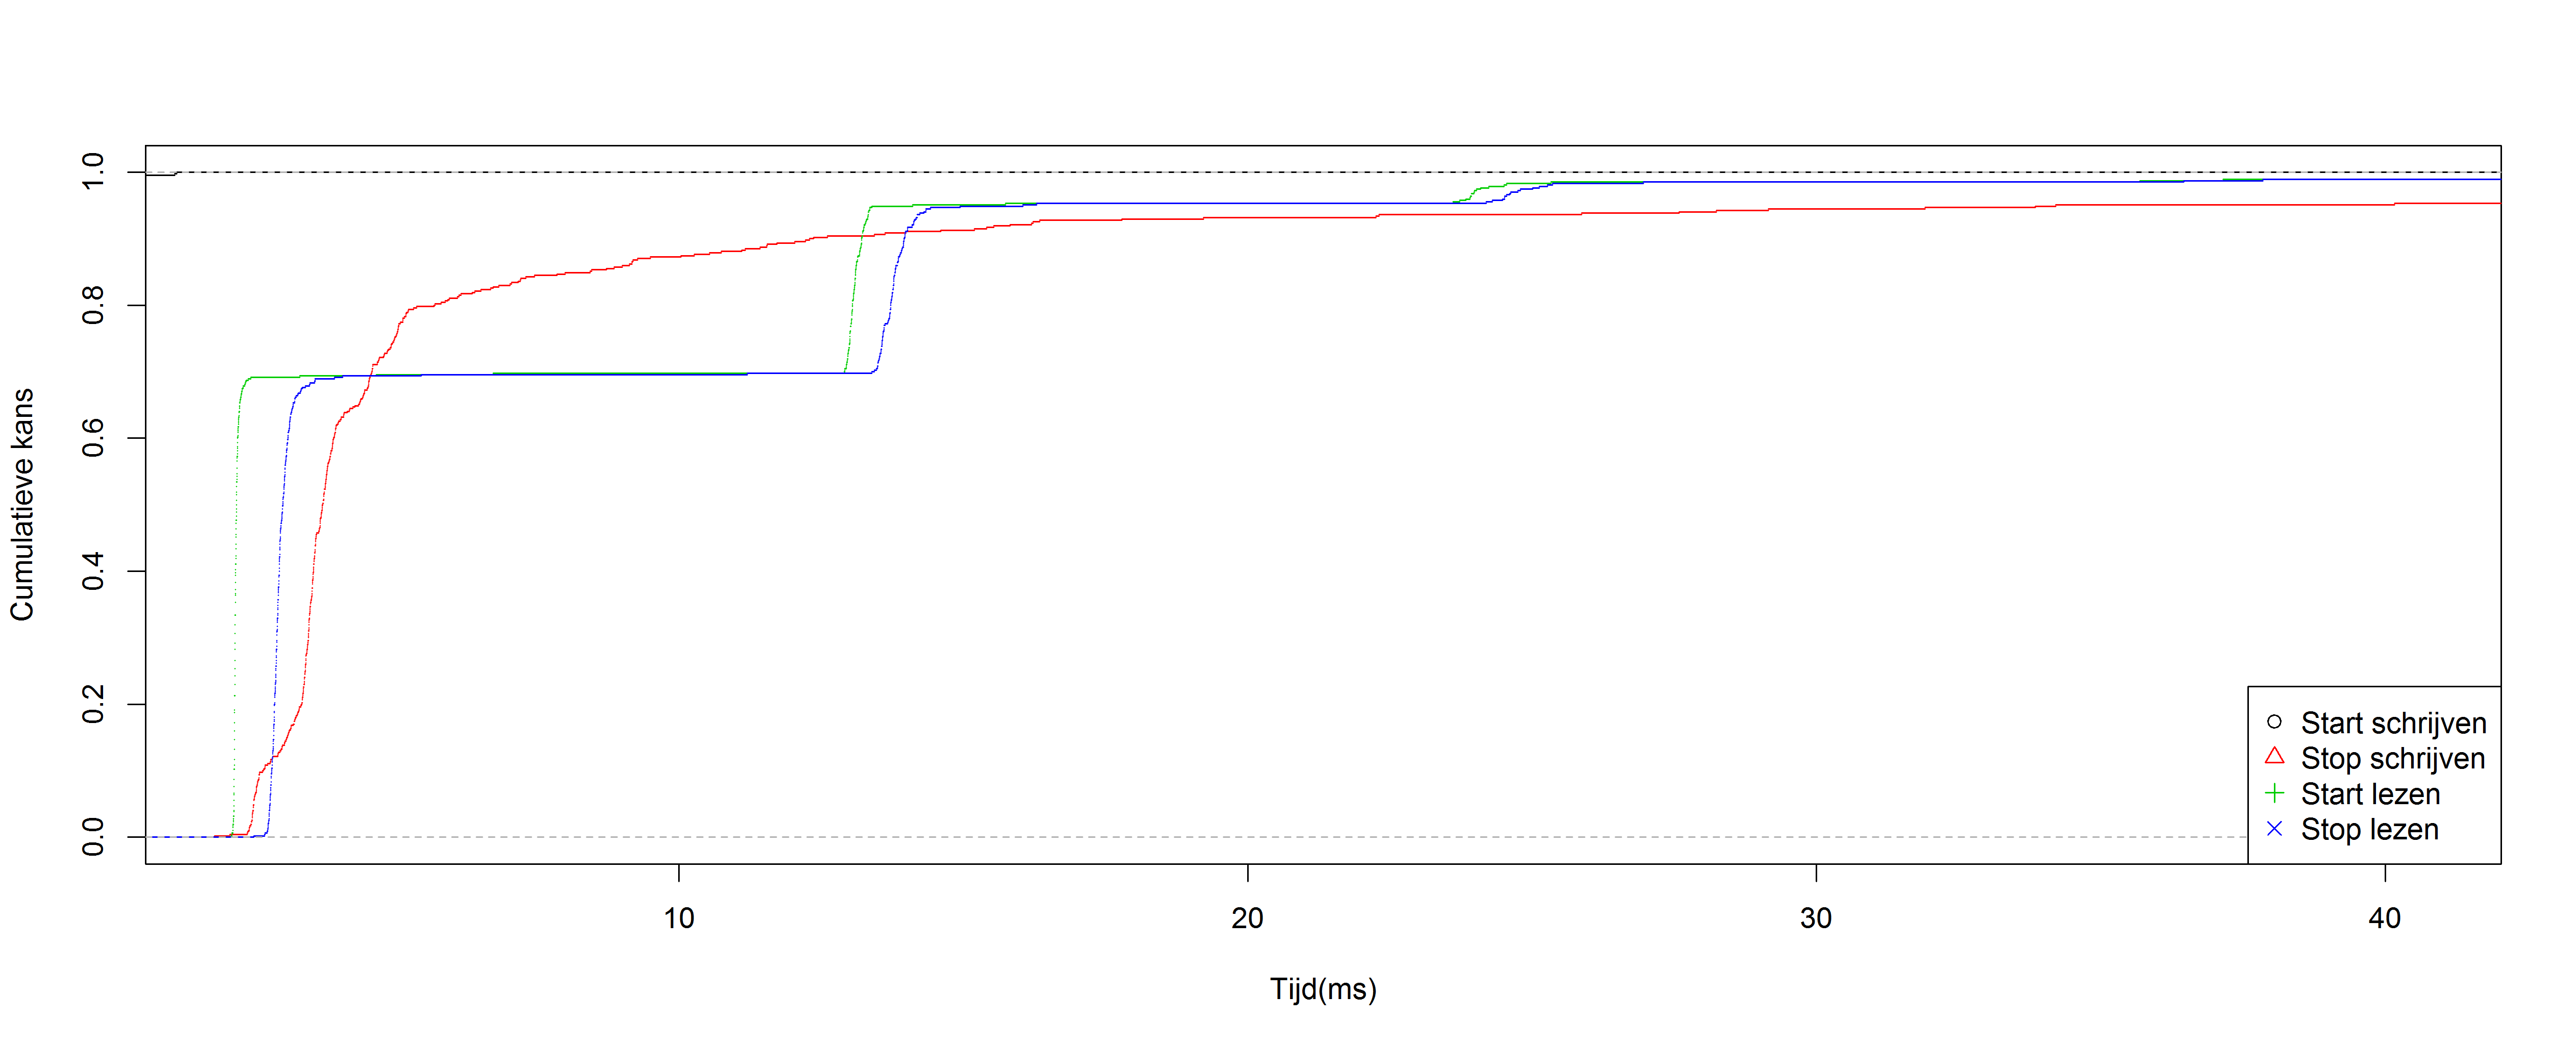 Cumulatieve kans
1.0
0.8
0.6
0.4
0.2
0.0
10 20 30 40
Tijd(ms)
Start schrijven
Stop schrijven
Start lezen
Stop lezen